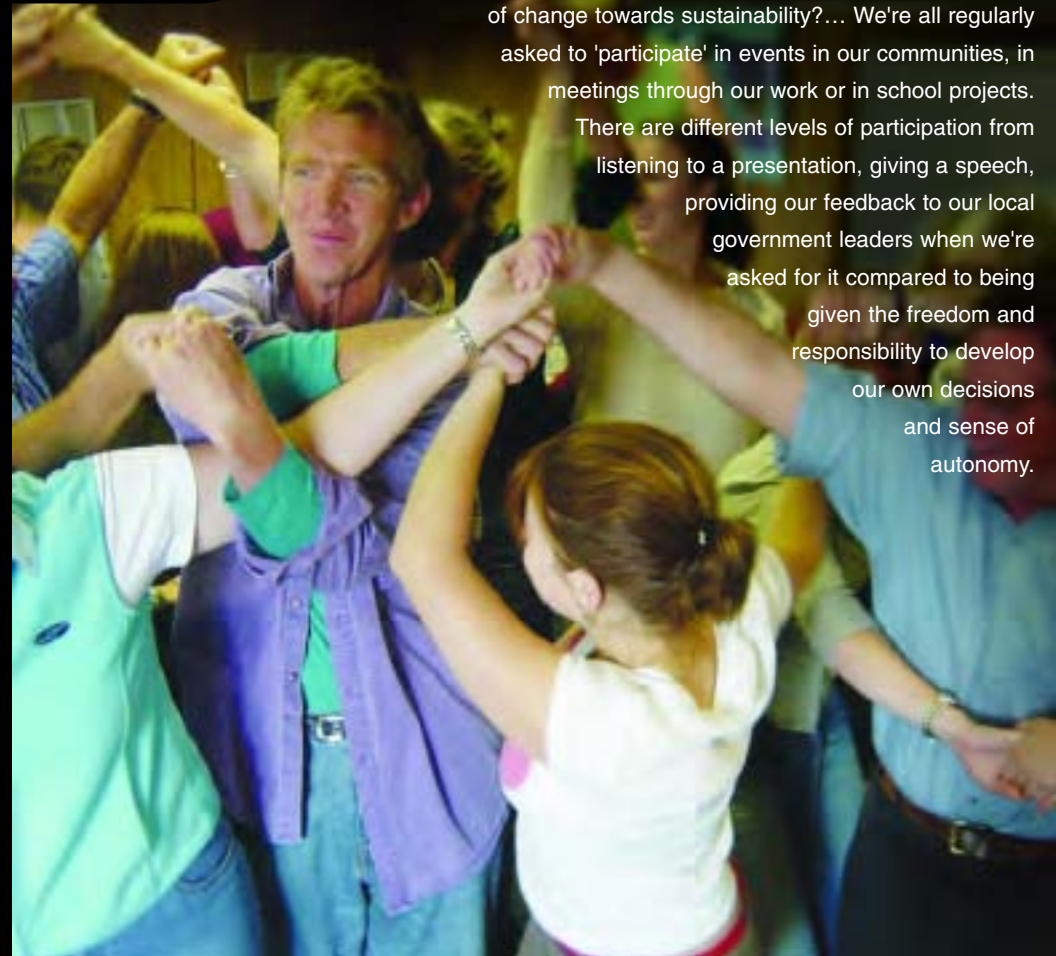 of change towards sustainability?… We're all regularly
asked to 'participate' in events in our communities, in
meetings through our work or in school projects.
There are different levels of participation from
listening to a presentation, giving a speech,
providing our feedback to our local
government leaders when we're
asked for it compared to being
given the freedom and
responsibility to develop
our own decisions
and sense of
autonomy.